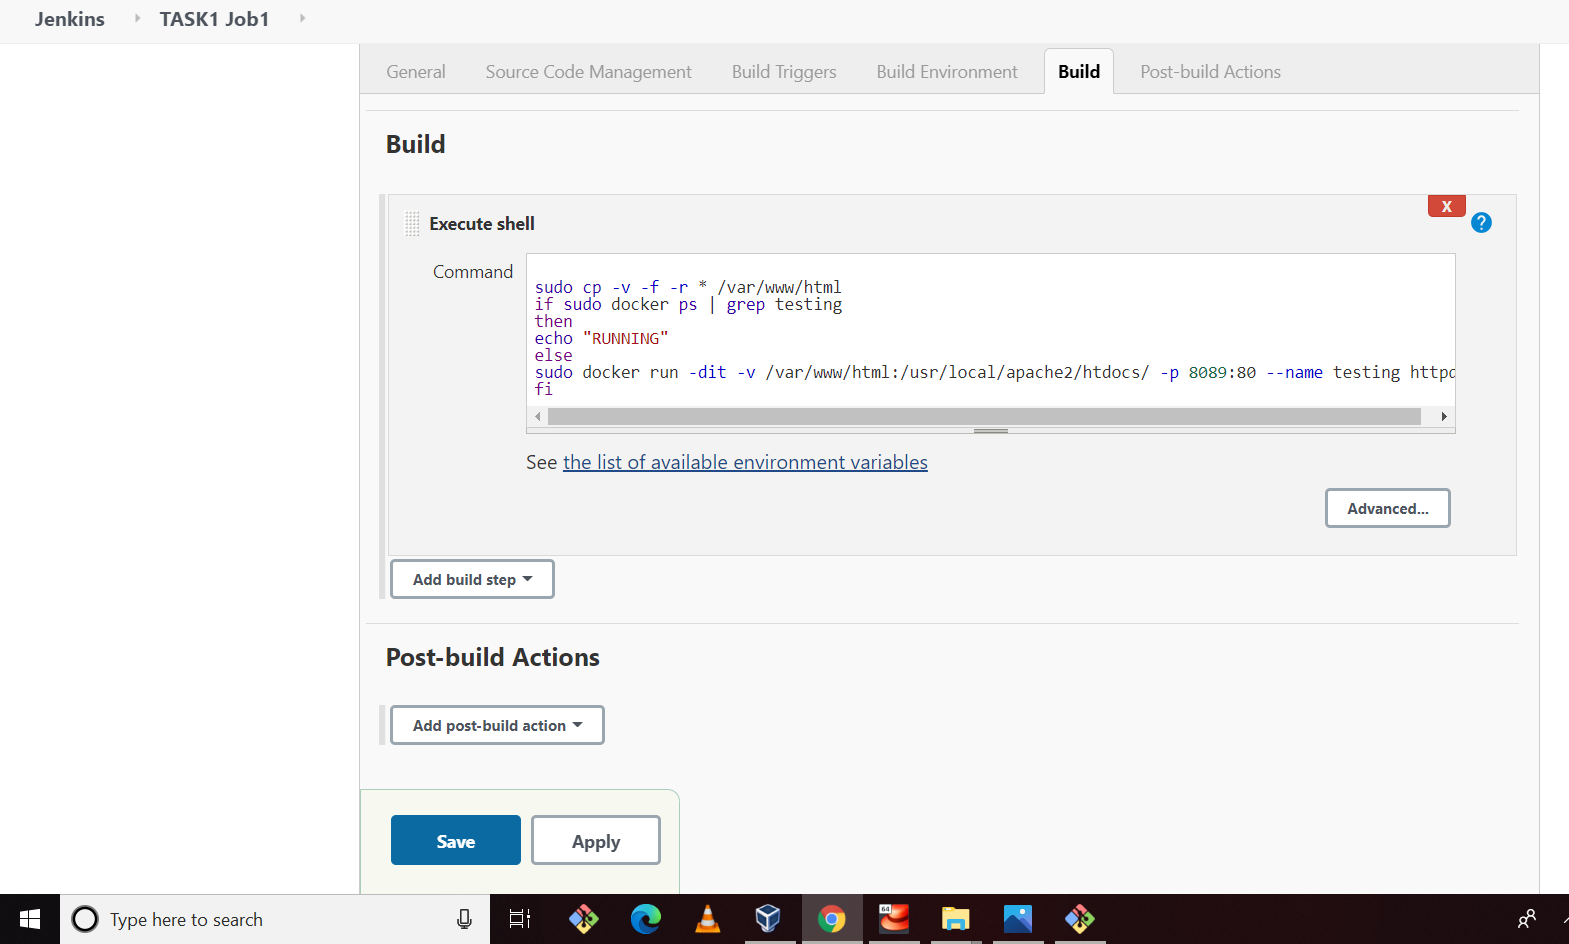 Jenkins TASK1 Job1
General Source Code Management Build Triggers Build Environment Build Post-build Actions
Build
X
Execute shell
?
Command
sudo cp -v -f -r * /var/www/html
if sudo docker ps | grep testing
then
echo "RUNNING"
else
sudo docker run -dit -v /var/www/html:/usr/local/apache2/htdocs/ -p 8089:80 --name testing httpd
fi
See the list of available environment variables
Advanced...
Add build step
Post-build Actions
Add post-build action
Save Apply
Type here to search
64